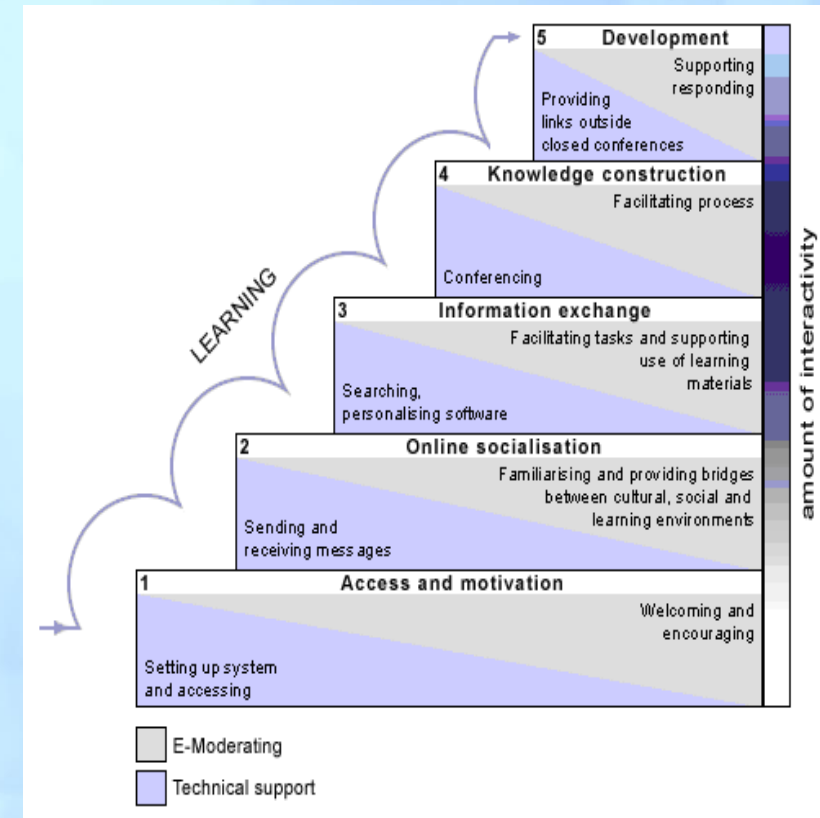 5 Development
Supporting
responding
Providing
links outside
closed conferences
4 Knowledge construction
Facilitating process
Conferencing
3 Information exchange
Facilitating tasks and supporting
use of learning
materials
Searching,
personalising software
2 Online socialisation
Familiarising and providing bridges
between cultural, social and
learning environments
Sending and
receiving messages
1 Access and motivation
Welcoming and
encouraging
Setting up system
and accessing
LEARNING
amount of interactivity
E-Moderating
Technical support